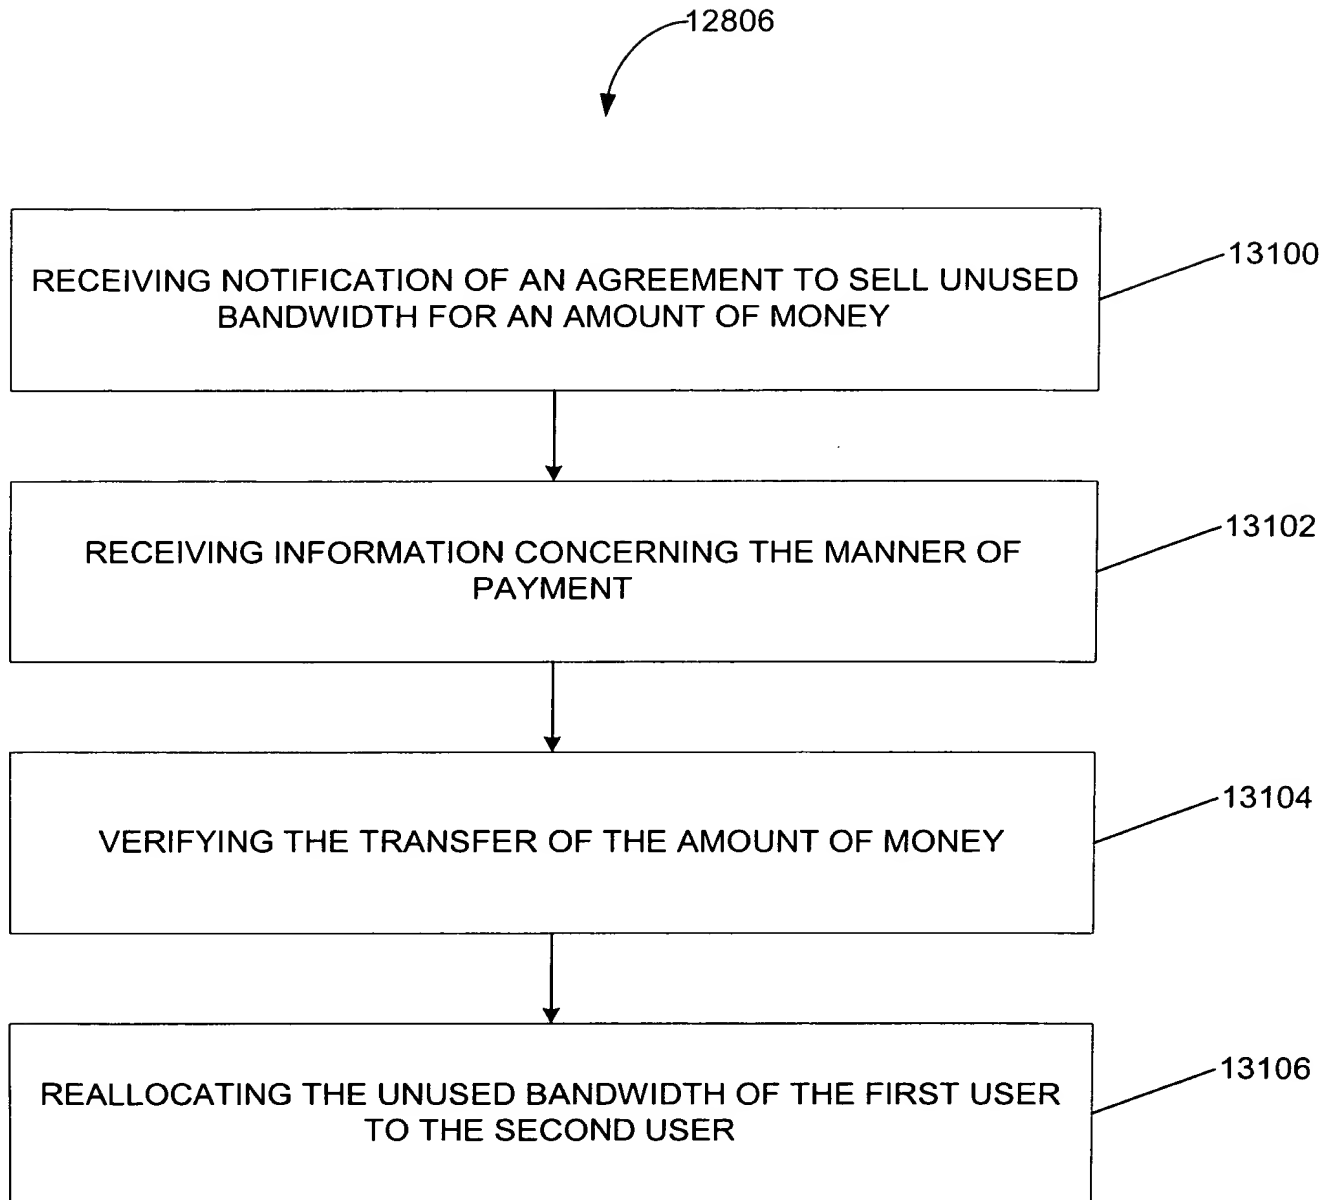 12806
RECEIVING NOTIFICATION OF AN AGREEMENT TO SELL UNUSED
BANDWIDTH FOR AN AMOUNT OF MONEY
13100
RECEIVING INFORMATION CONCERNING THE MANNER OF
PAYMENT
13102
VERIFYING THE TRANSFER OF THE AMOUNT OF MONEY
13104
REALLOCATING THE UNUSED BANDWIDTH OF THE FIRST USER
TO THE SECOND USER
13106